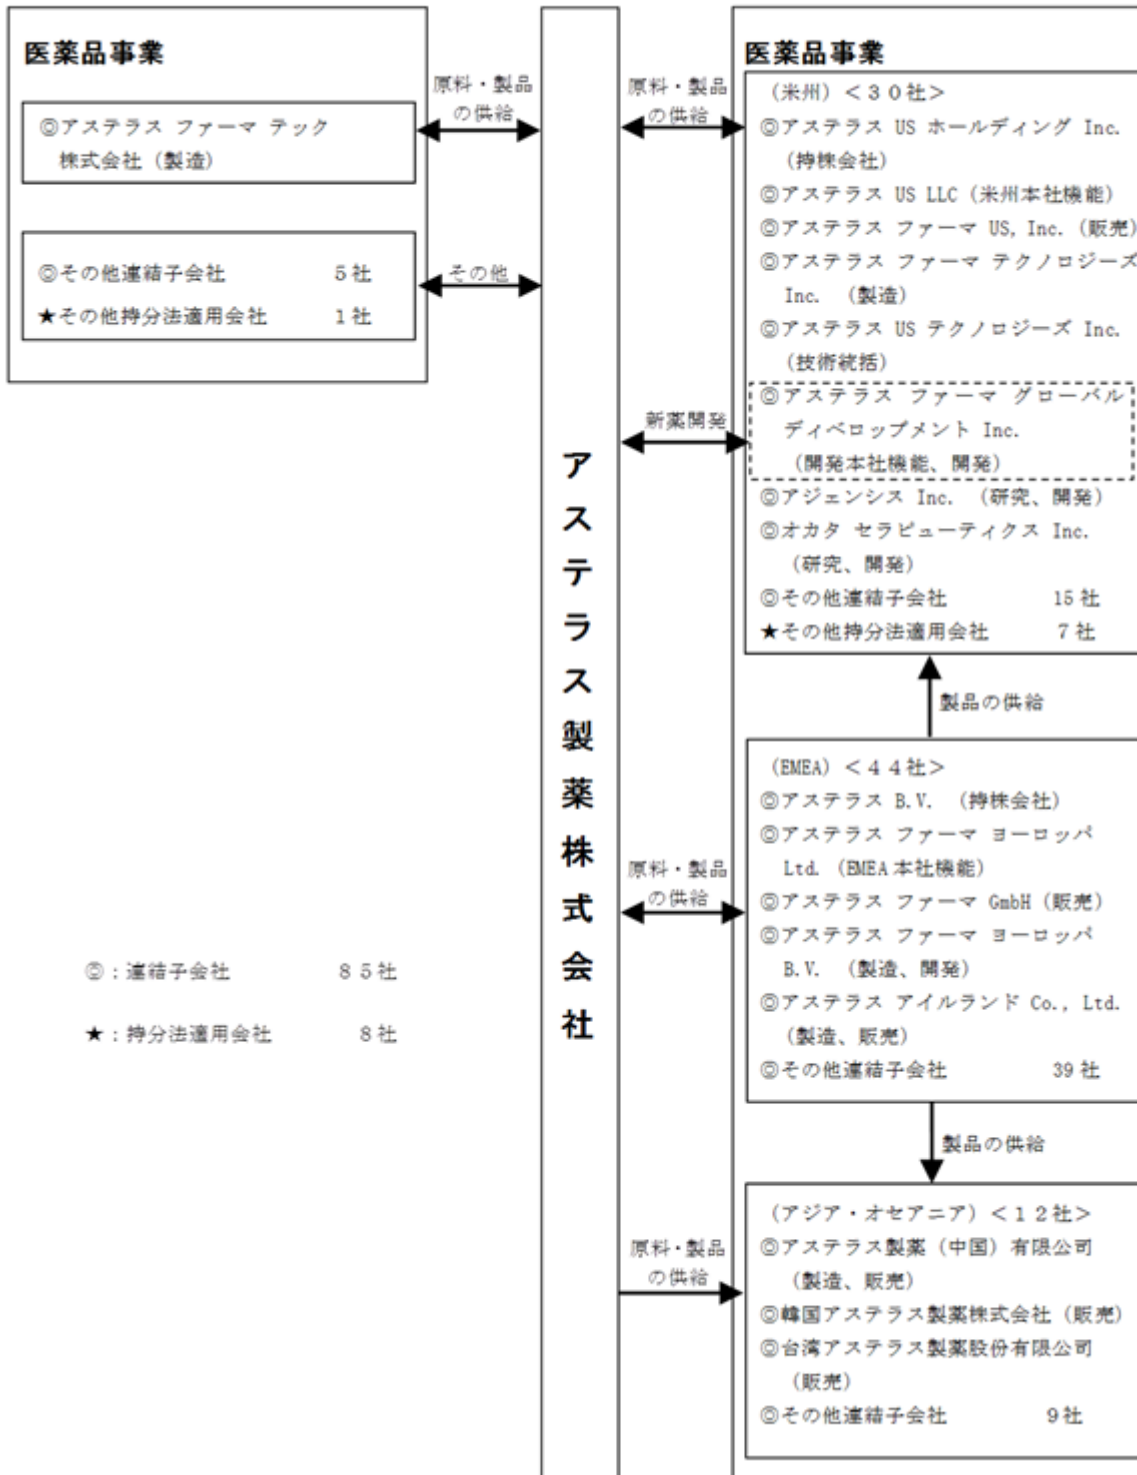 医薬品事業
◎アステラス ファーマ テック
株式会社（製造）
◎その他連結子会社 5社
★その他持分法適用会社 1社
原料・製品
の供給
その他
◎：連結子会社 85社
★：持分法適用会社 8社
アステラス製薬株式会社
原料・製品
の供給
新薬開発
原料・製品
の供給
原料・製品
の供給
医薬品事業
（米州）＜30社＞
◎アステラス US ホールディング Inc.
（持株会社）
◎アステラス US LLC（米州本社機能）
◎アステラス ファーマ US, Inc.（販売）
◎アステラス ファーマ テクノロジーズ
Inc. （製造）
◎アステラス US テクノロジーズ Inc.
（技術統括）
◎アステラス ファーマ グローバル
ディベロップメント Inc.
（開発本社機能、開発）
◎アジェンシス Inc. （研究、開発）
◎オカタ セラピューティクス Inc.
（研究、開発）
◎その他連結子会社 15社
★その他持分法適用会社 7社
製品の供給
（EMEA）＜44社＞
◎アステラス B.V. （持株会社）
◎アステラス ファーマ ヨーロッパ
Ltd.（EMEA本社機能）
◎アステラス ファーマ GmbH（販売）
◎アステラス ファーマ ヨーロッパ
B.V. （製造、開発）
◎アステラス アイルランド Co., Ltd.
（製造、販売）
◎その他連結子会社 39社
製品の供給
（アジア・オセアニア）＜12社＞
◎アステラス製薬（中国）有限公司
（製造、販売）
◎韓国アステラス製薬株式会社（販売）
◎台湾アステラス製薬股份有限公司
（販売）
◎その他連結子会社 9社